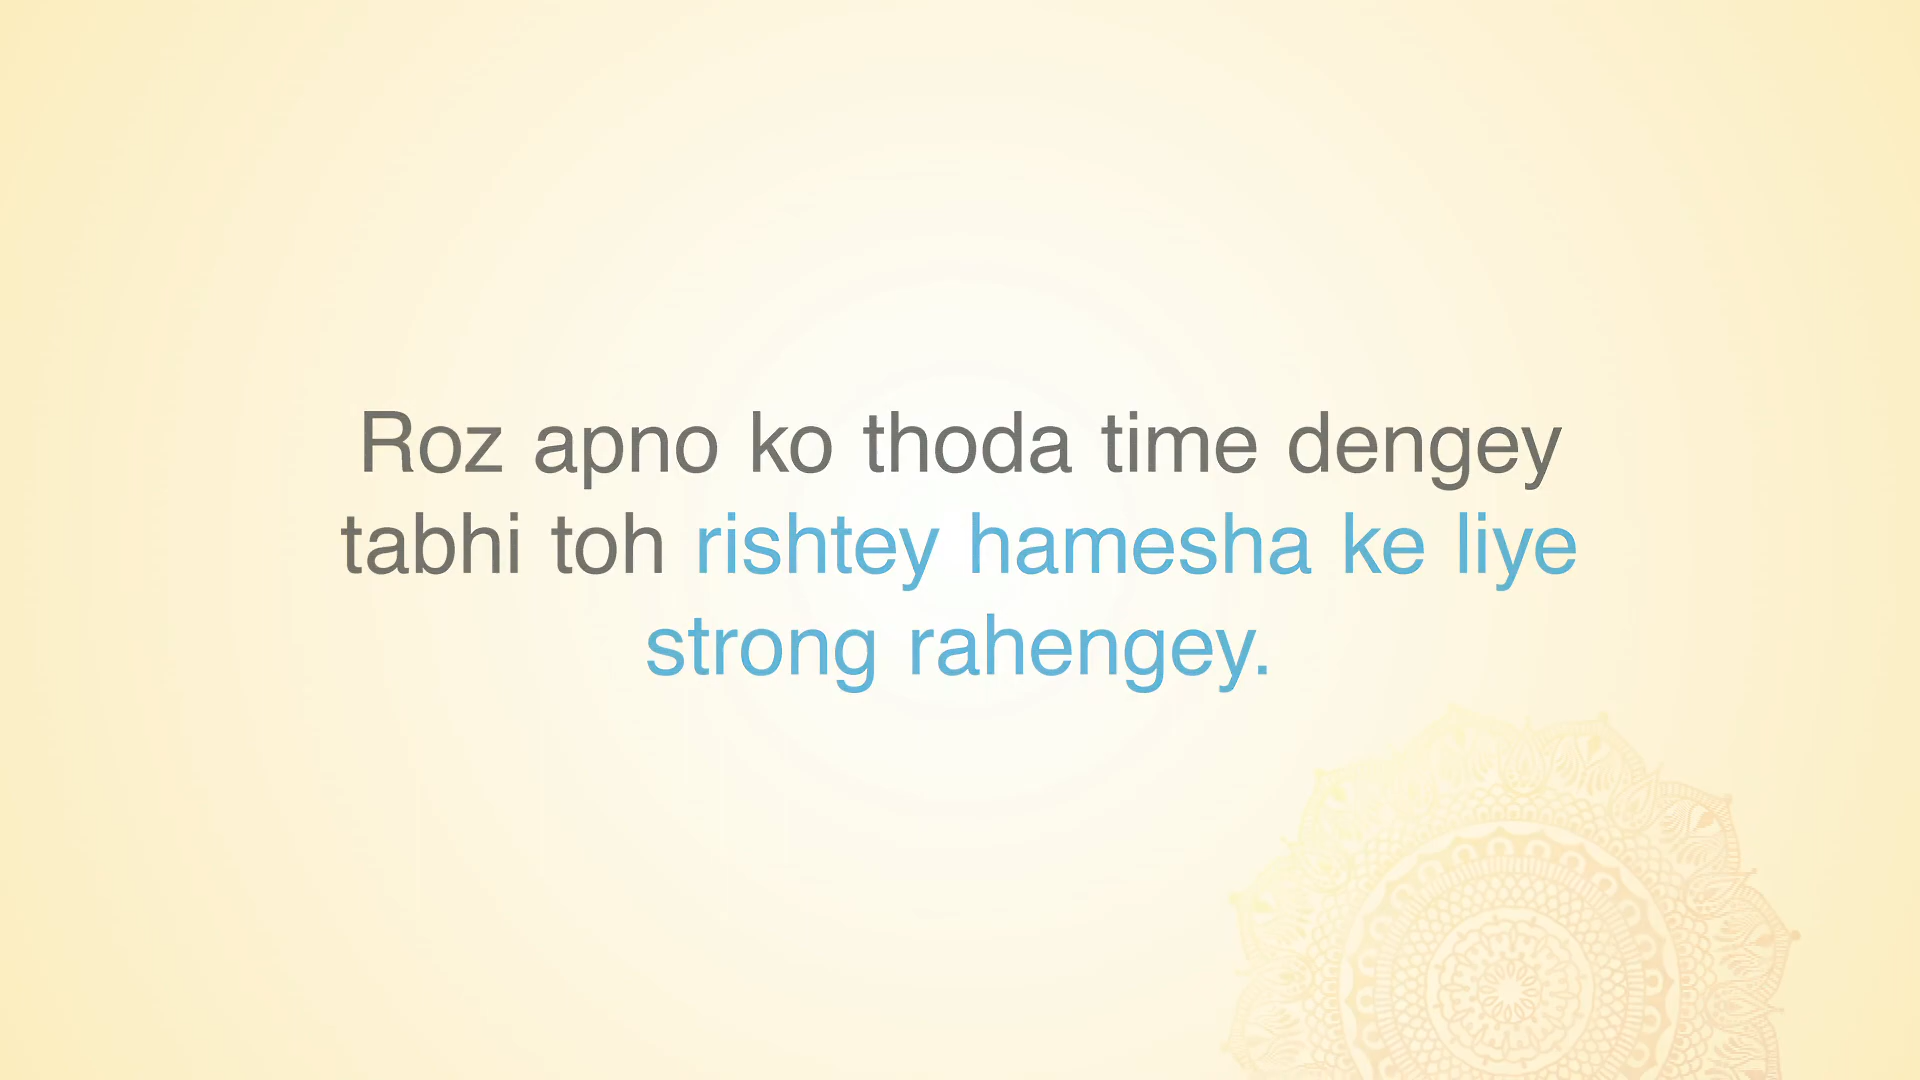 Roz apno ko thoda time dengey
tabhi toh rishtey hamesha ke liye
strong rahengey.